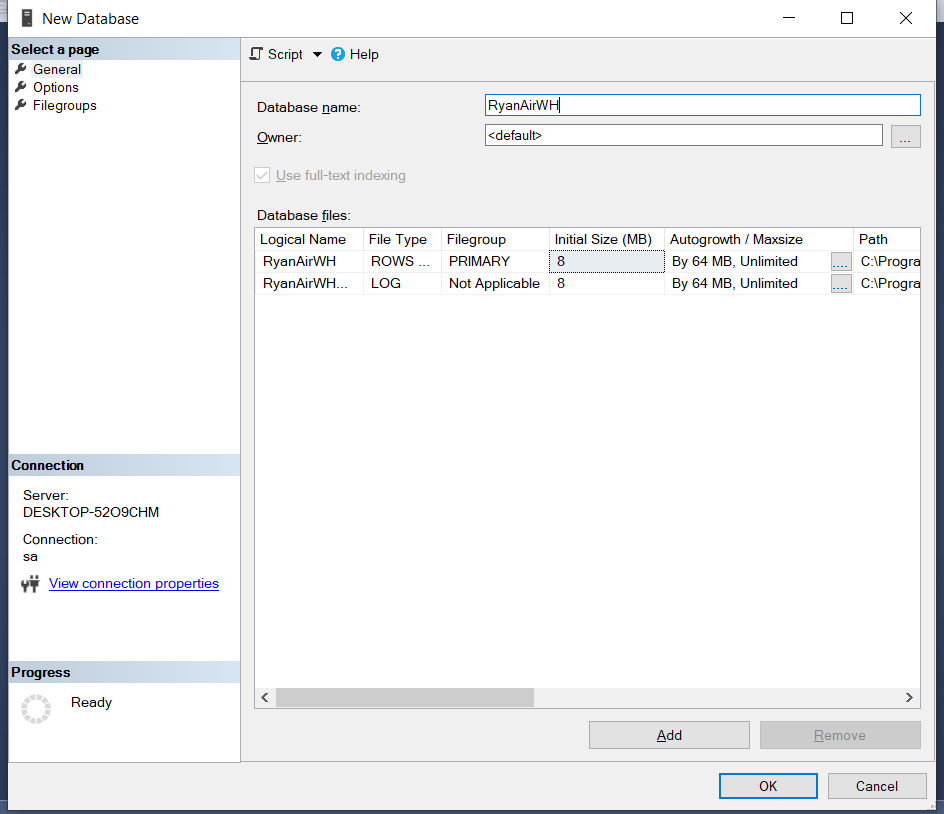 New Database
Select a page
General
Options
Filegroups
Script Help
Database name: RyanAirWH
Owner: <default> ...
Use full-text indexing
Database files:
Logical Name File Type Filegroup Initial Size (MB) Autogrowth / Maxsize Path
RyanAirWH ROWS ... PRIMARY 8 By 64 MB, Unlimited .... C:\Progra
RyanAirWH... LOG Not Applicable 8 By 64 MB, Unlimited .... C:\Progra
Connection
Server:
DESKTOP-52O9CHM
Connection:
sa
View connection properties
Progress
Ready
Add Remove
OK Cancel